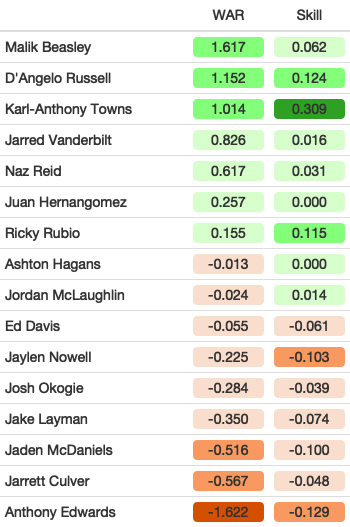 WAR Skill
Malik Beasley 1.617 0.062
D'Angelo Russell 1.152 0.124
Karl-Anthony Towns 1.014 0.309
Jarred Vanderbilt 0.826 0.016
Naz Reid 0.617 0.031
Juan Hernangomez 0.257 0.000
Ricky Rubio 0.155 0.115
Ashton Hagans -0.013 0.000
Jordan McLaughlin -0.024 0.014
Ed Davis -0.055 -0.061
Jaylen Nowell -0.225 -0.103
Josh Okogie -0.284 -0.039
Jake Layman -0.350 -0.074
Jaden McDaniels -0.516 -0.100
Jarrett Culver -0.567 -0.048
Anthony Edwards -1.622 -0.129